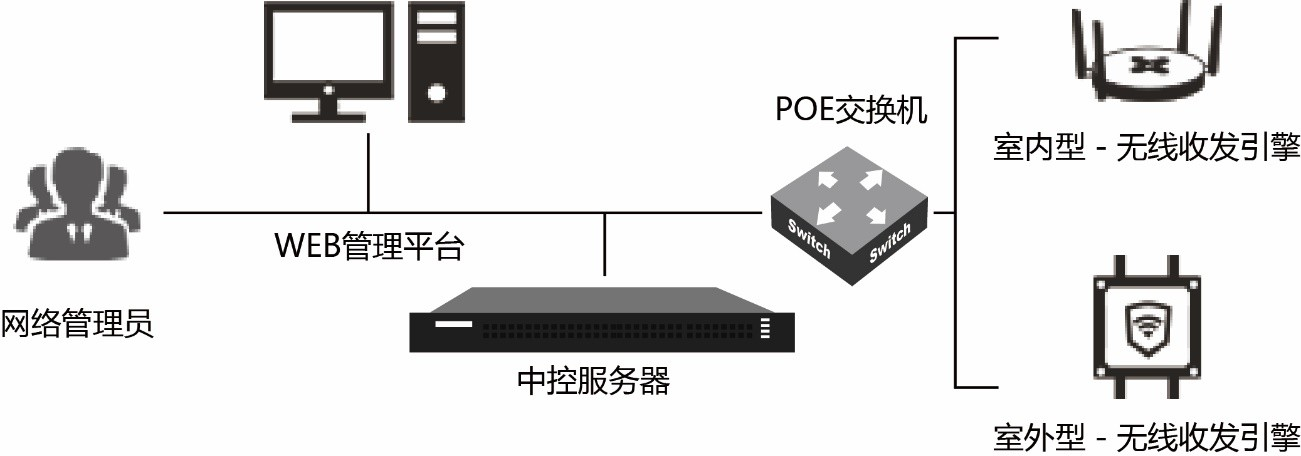 POE交换机
室内型 - 无线收发引擎
Switch
Switch
WEB管理平台
网络管理员
中控服务器
室外型 - 无线收发引擎